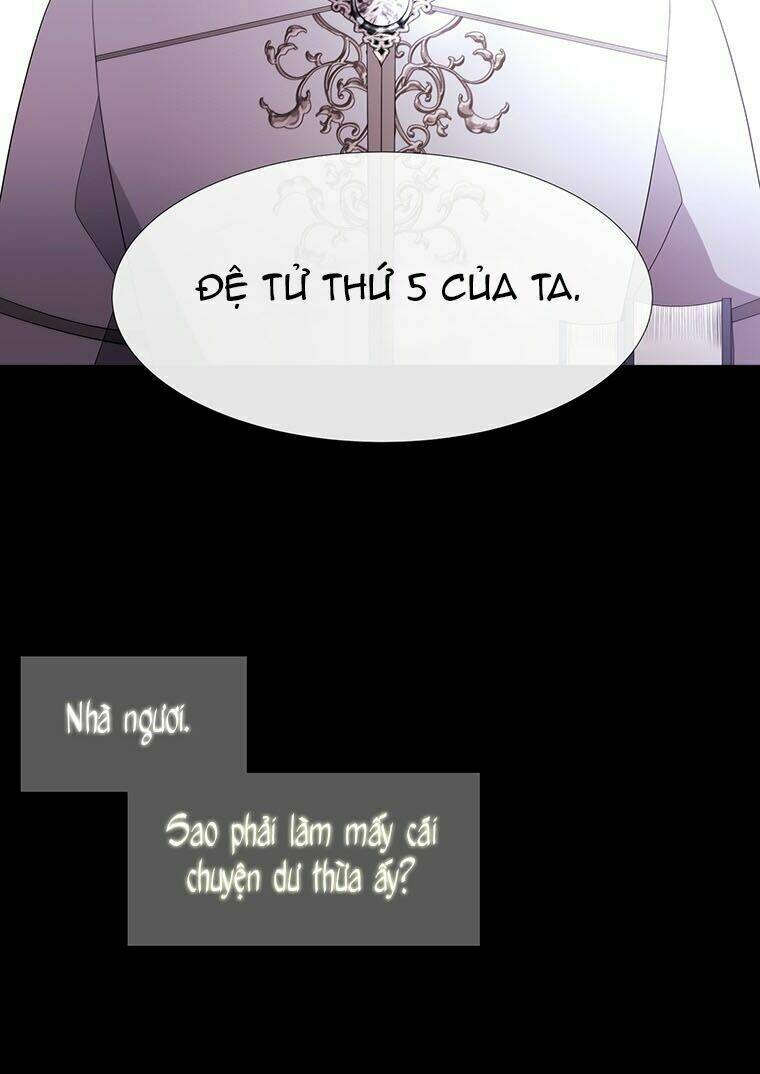 ĐỆ TỬ THỨ 5 CỦA TA.
Nhà ngươi.
Sao phải làm mấy cái
chuyện dư thừa ấy?